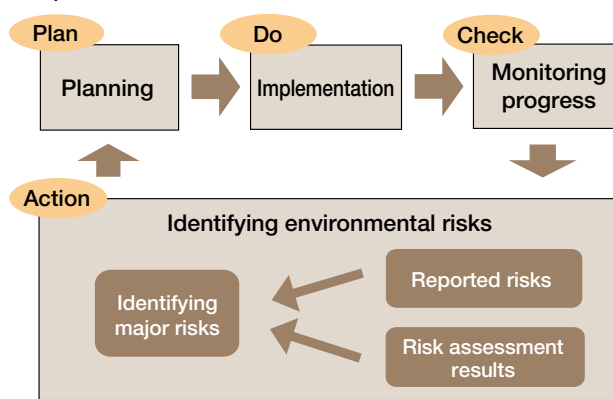 Plan
Planning
Do
Implementation
Check
Monitoring
progress
Action
Identifying environmental risks
Identifying
major risks
Reported risks
Risk assessment
results